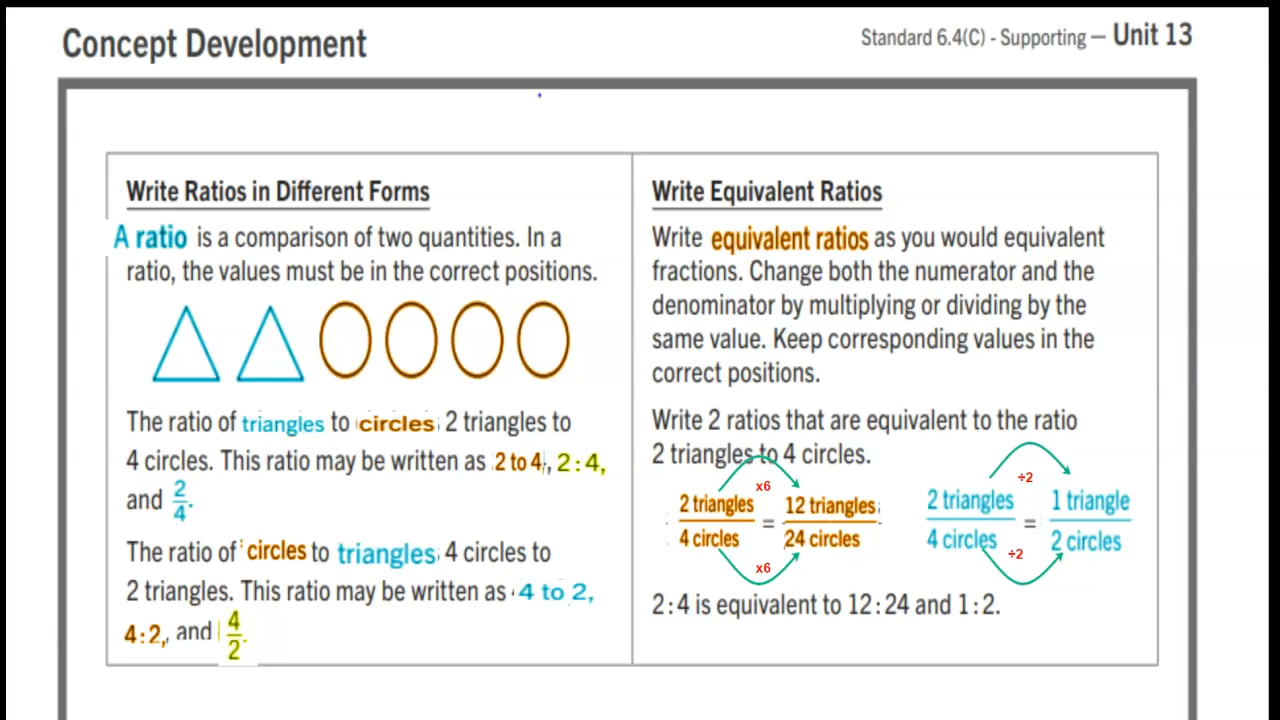 Concept Development
Standard 6.4(C) - Supporting — Unit 13
Write Ratios in Different Forms
A ratio is a comparison of two quantities. In a
ratio, the values must be in the correct positions.
The ratio of triangles to circles 2 triangles to
4 circles. This ratio may be written as 2 to 4, 2:4,
and 2/4.
The ratio of circles to triangles 4 circles to
2 triangles. This ratio may be written as 4 to 2,
4:2, and 4/2.
Write Equivalent Ratios
Write equivalent ratios as you would equivalent
fractions. Change both the numerator and the
denominator by multiplying or dividing by the
same value. Keep corresponding values in the
correct positions.
Write 2 ratios that are equivalent to the ratio
2 triangles to 4 circles.
x6 ÷2
2 triangles = 12 triangles 2 triangles = 1 triangle
4 circles 24 circles 4 circles 2 circles
x6 ÷2
2:4 is equivalent to 12:24 and 1:2.